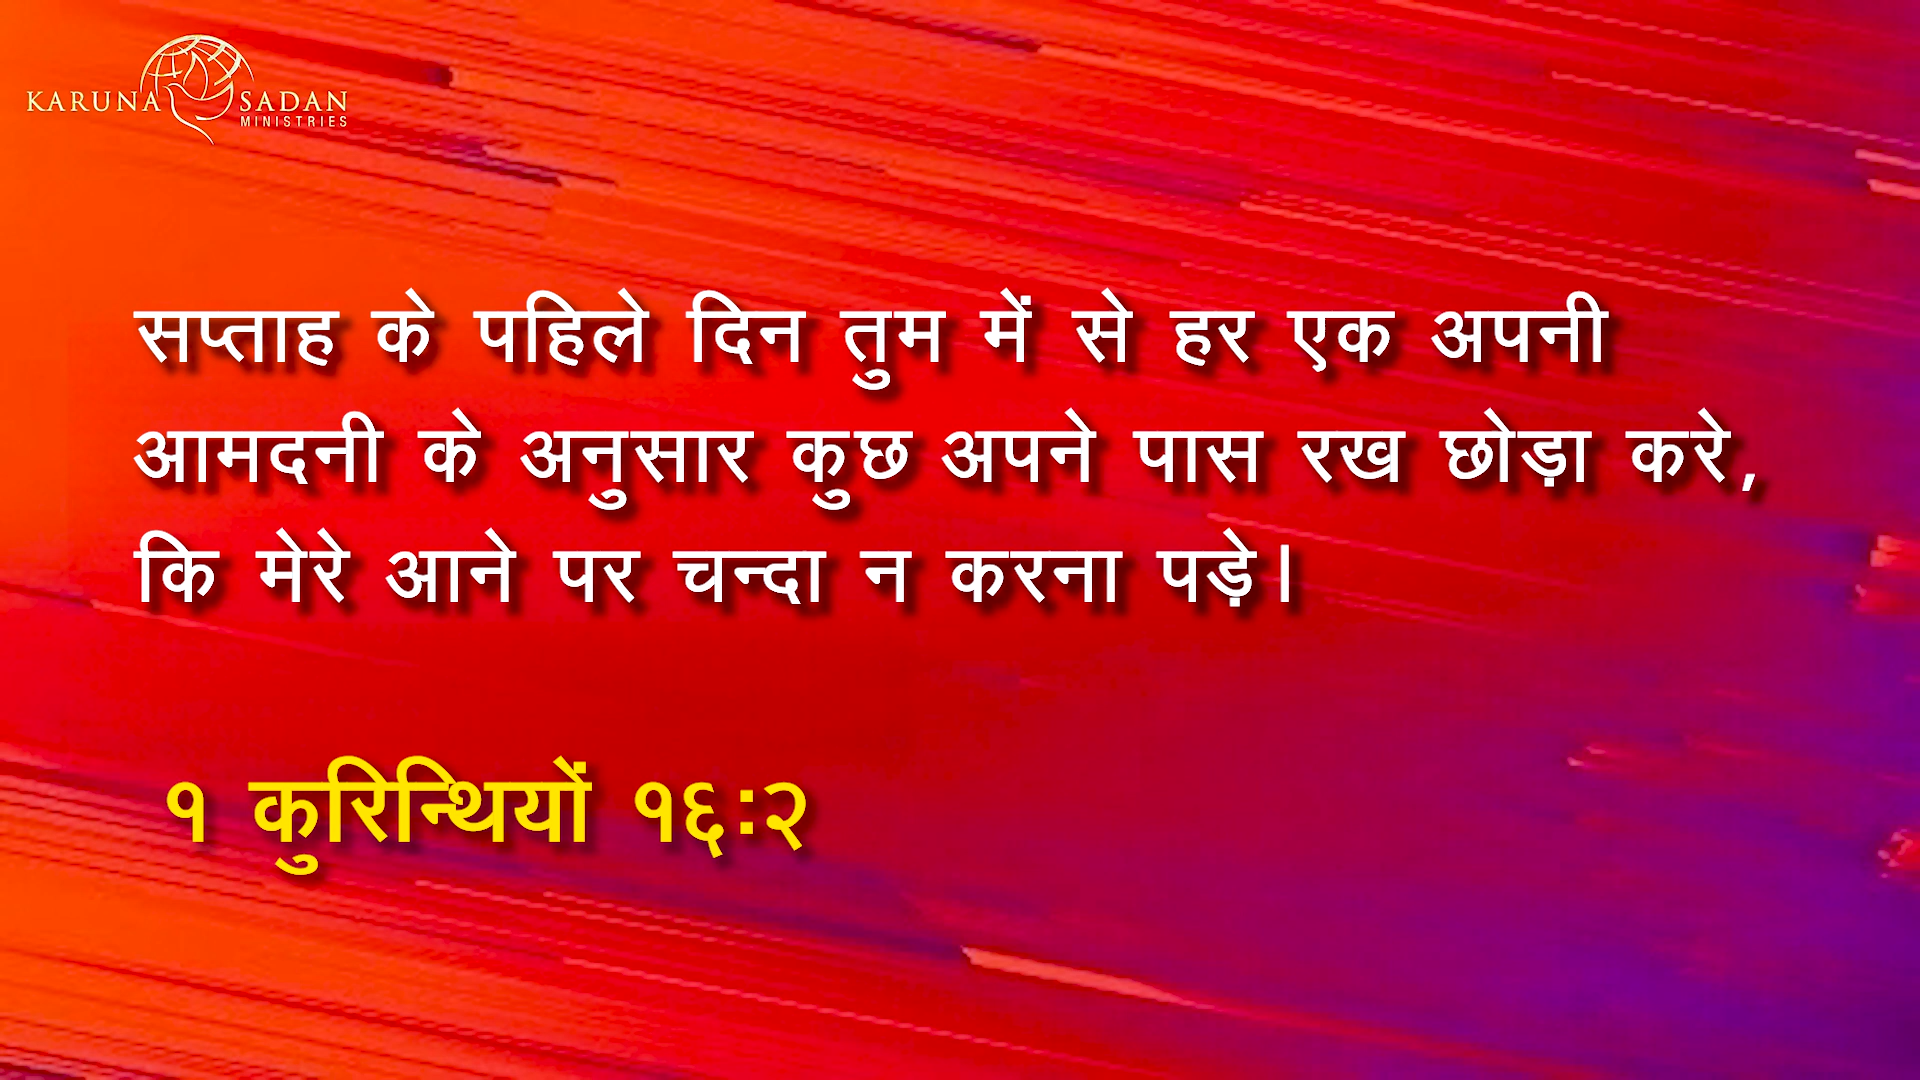 KARUNA SADAN
MINISTRIES
सप्ताह के पहिले दिन तुम में से हर एक अपनी
आमदनी के अनुसार कुछ अपने पास रख छोड़ा करे,
कि मेरे आने पर चन्दा न करना पड़े।
१ कुरिन्थियों १६:२